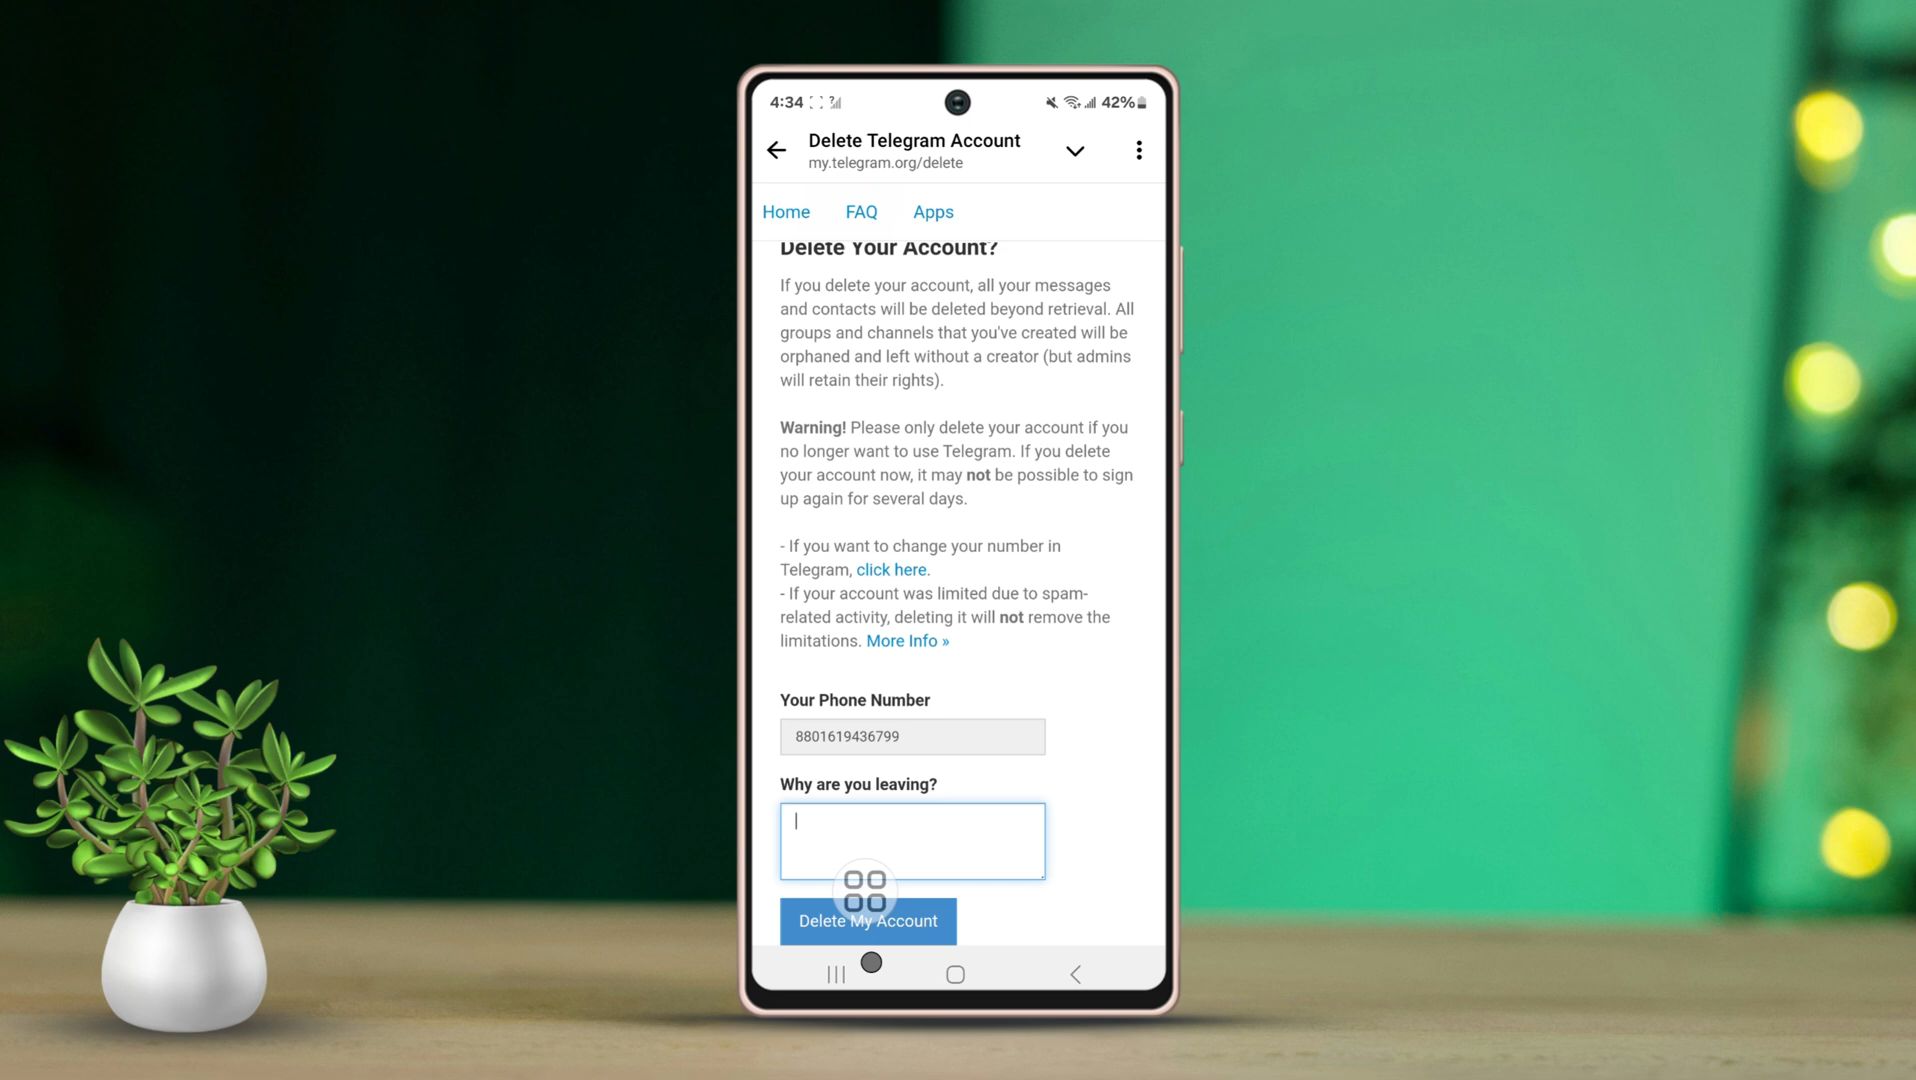 4:34
42%
Delete Telegram Account
my.telegram.org/delete
Home FAQ Apps
Delete Your Account?
If you delete your account, all your messages
and contacts will be deleted beyond retrieval. All
groups and channels that you've created will be
orphaned and left without a creator (but admins
will retain their rights).
Warning! Please only delete your account if you
no longer want to use Telegram. If you delete
your account now, it may not be possible to sign
up again for several days.
- If you want to change your number in
Telegram, click here.
- If your account was limited due to spam-
related activity, deleting it will not remove the
limitations. More Info »
Your Phone Number
8801619436799
Why are you leaving?
Delete My Account